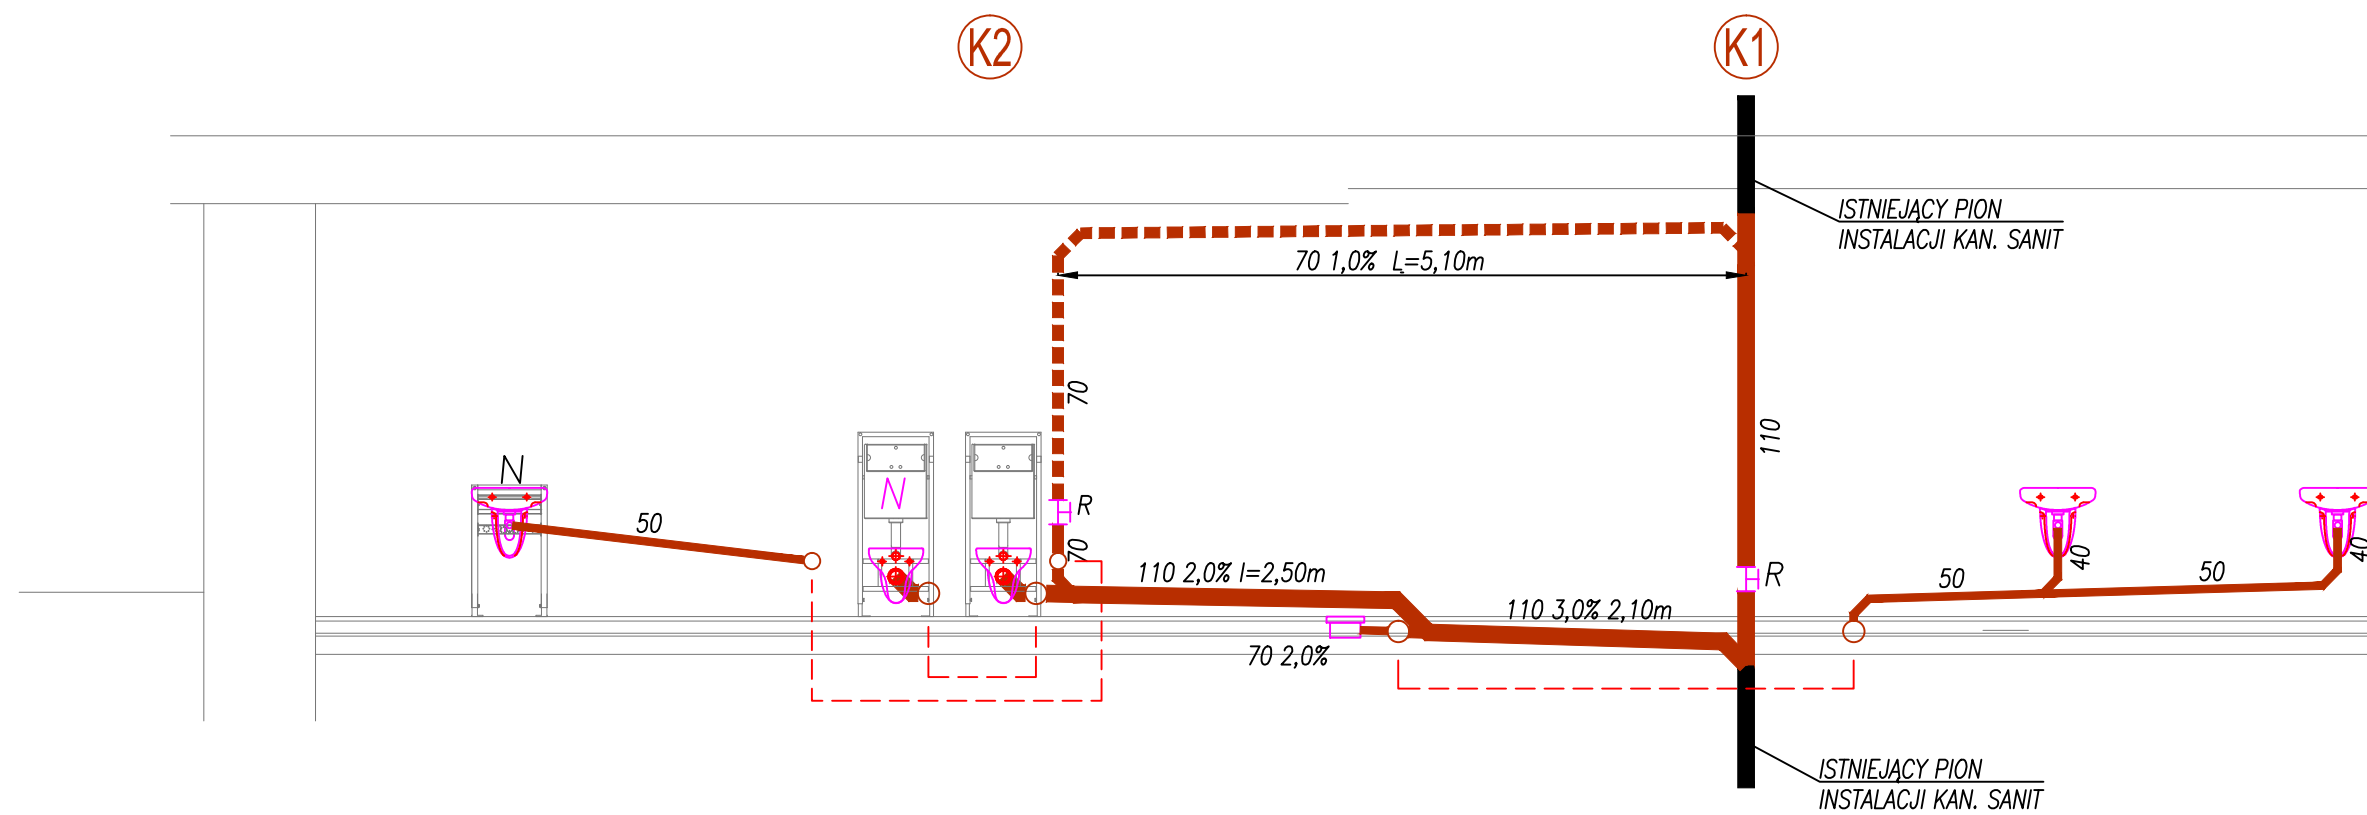 K2
K1
ISTNIEJĄCY PION
INSTALACJI KAN. SANIT
70 1,0% L=5,10m
70
110
N
N
R
50
70
110 2,0% l=2,50m
R
40
40
50
50
110 3,0% 2,10m
70 2,0%
ISTNIEJĄCY PION
INSTALACJI KAN. SANIT